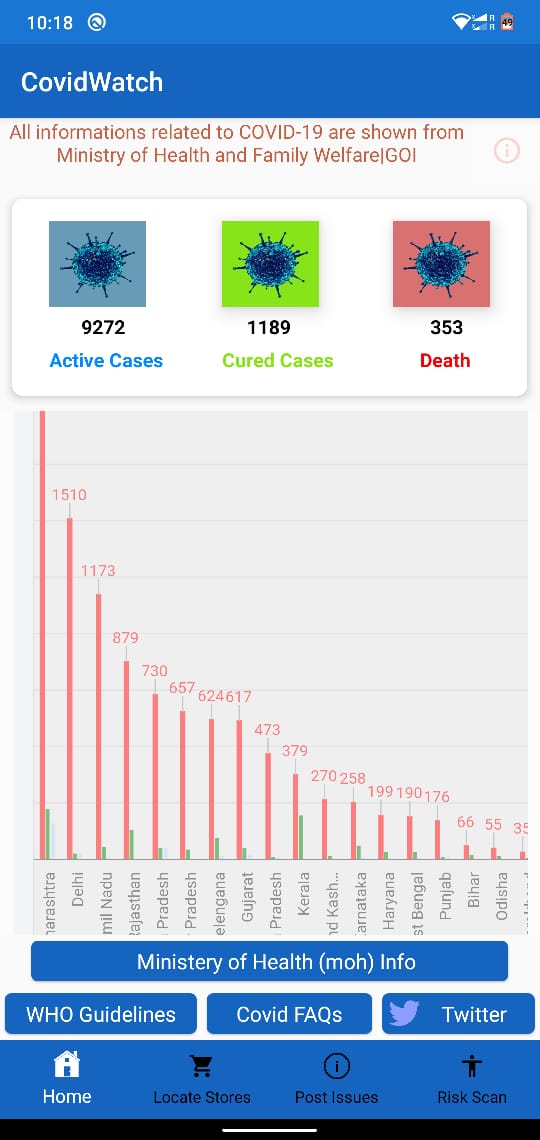 10:18
R
R
49
CovidWatch
All informations related to COVID-19 are shown from
Ministry of Health and Family Welfare|GOI
9272
1189
353
Active Cases
Cured Cases
Death
1510
1173
879
730
657
624
617
473
379
270
258
199
190
176
66
55
35
harashtra
Delhi
mil Nadu
Rajasthan
Pradesh
Pradesh
elengana
Gujarat
Pradesh
Kerala
nd Kash...
arnataka
Haryana
st Bengal
Punjab
Bihar
Odisha
Ministery of Health (moh) Info
WHO Guidelines
Covid FAQs
Twitter
Home
Locate Stores
Post Issues
Risk Scan